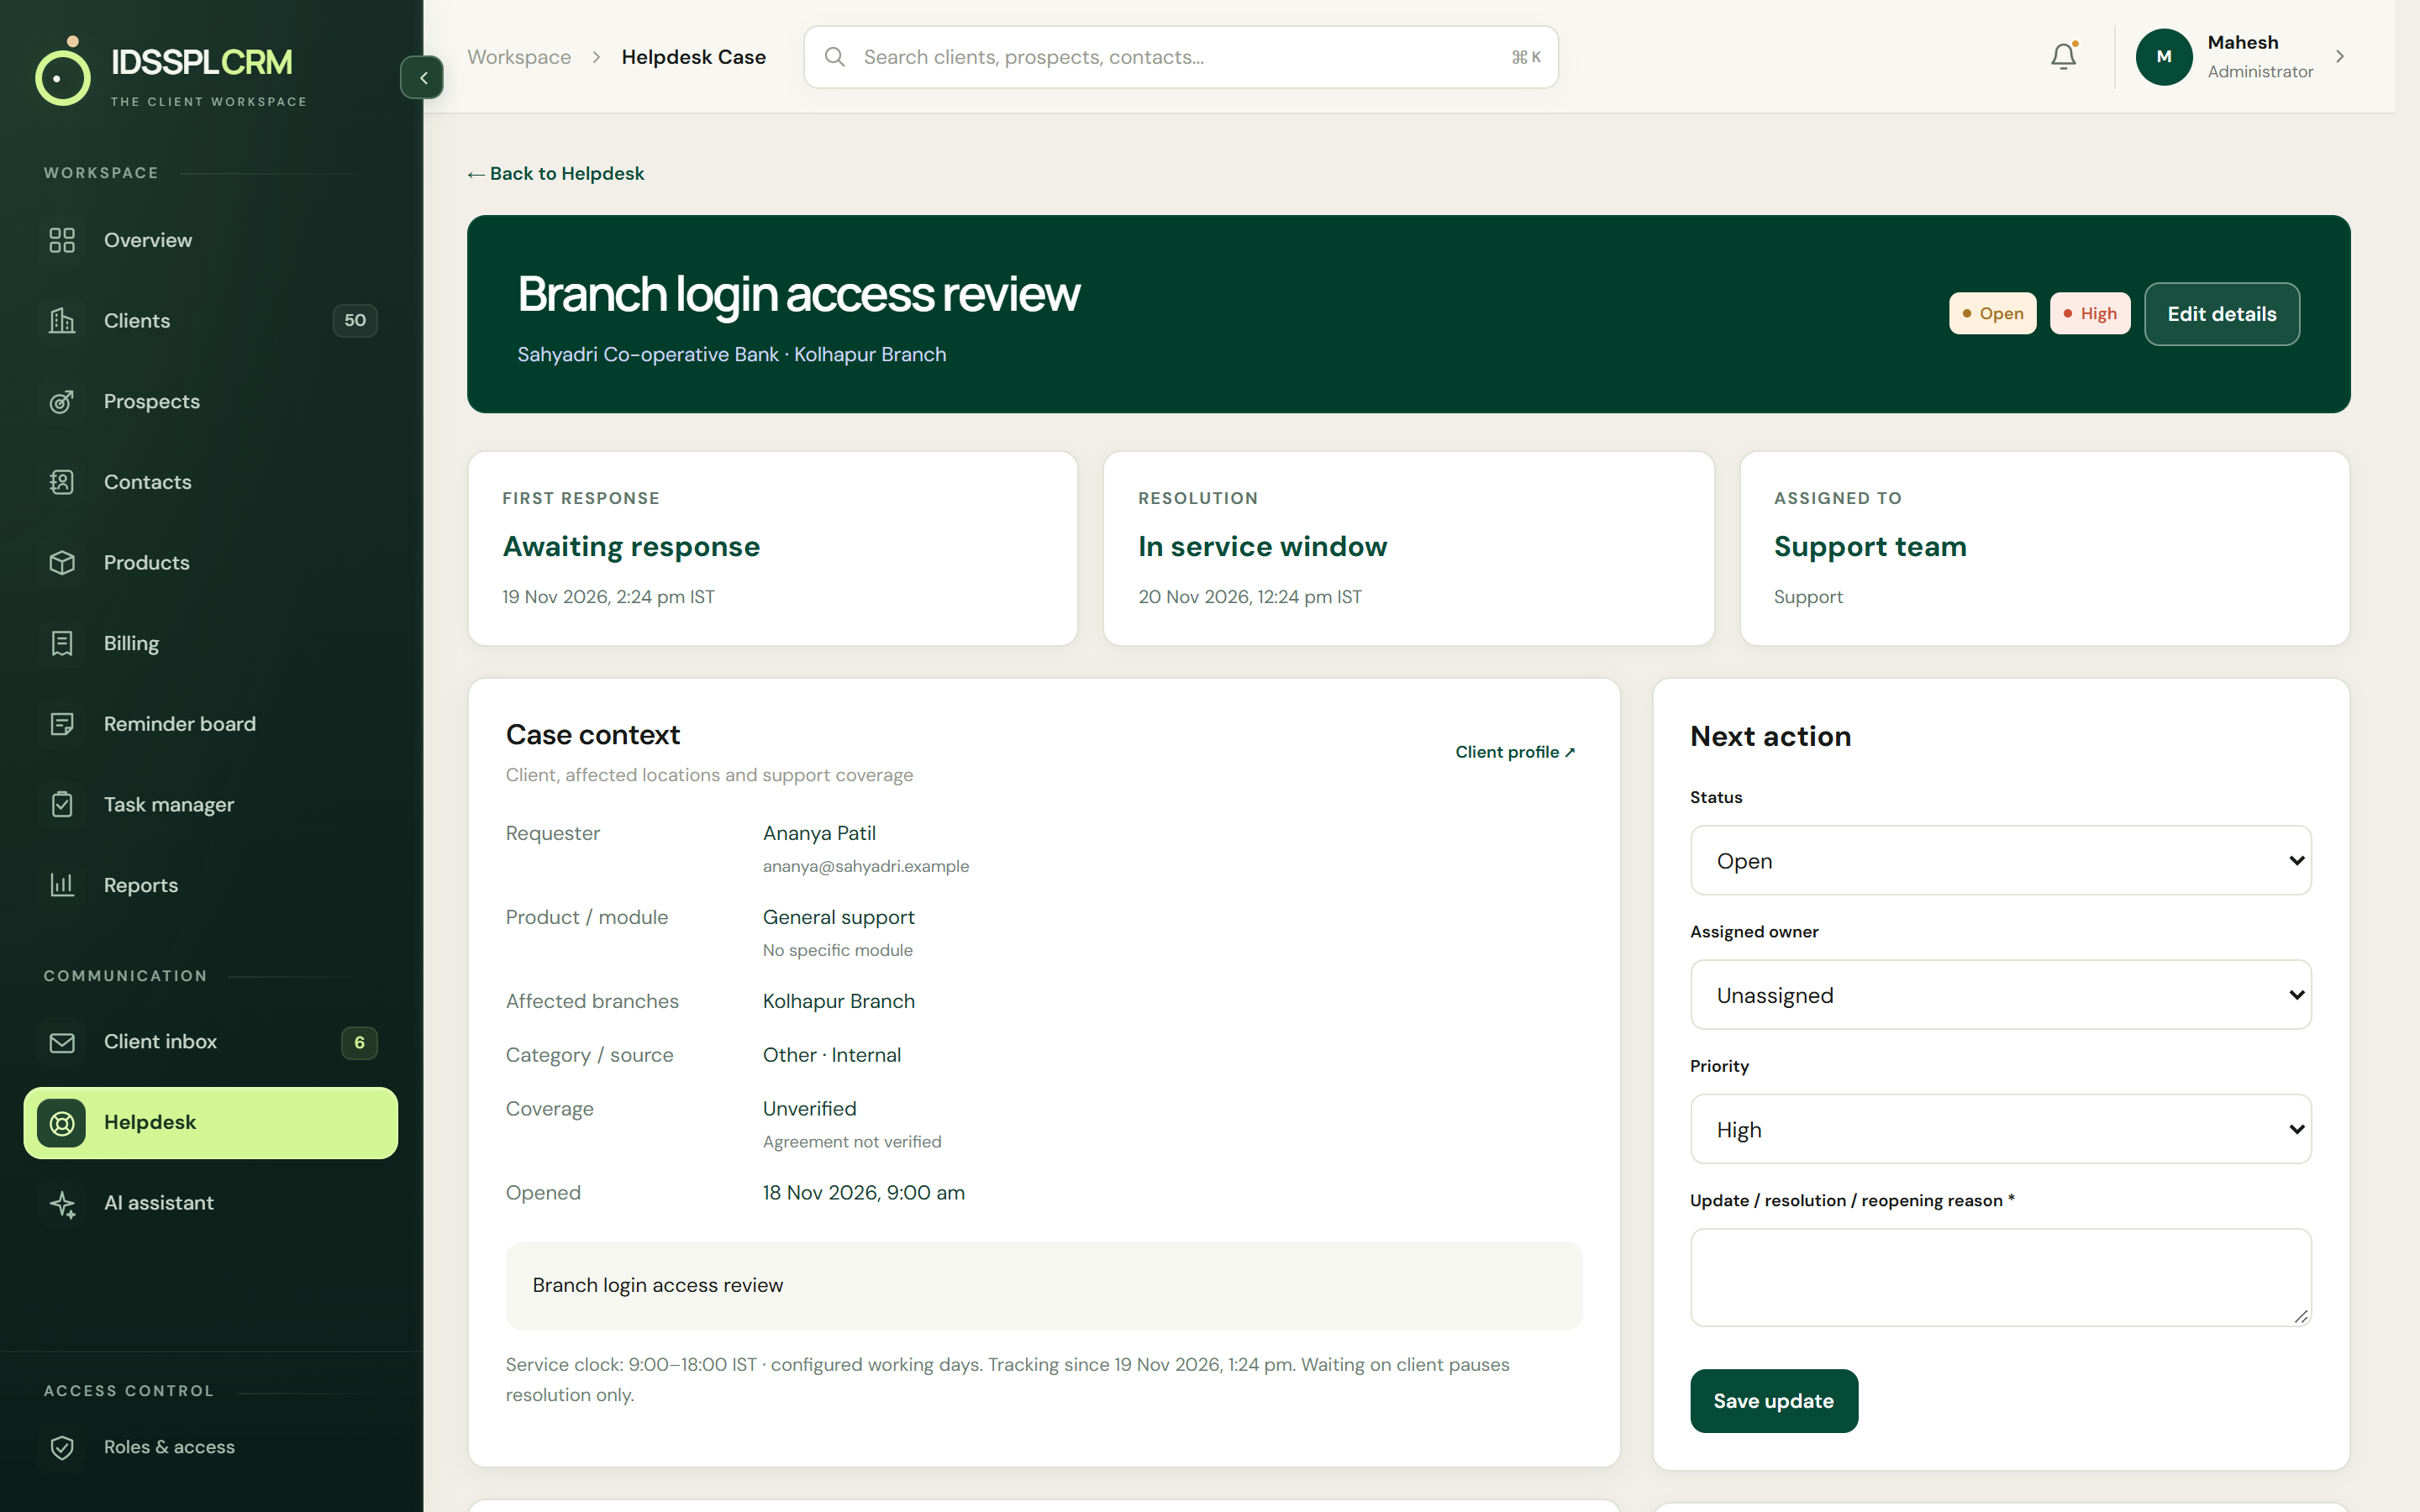 IDSSPLCRM
THE CLIENT WORKSPACE
WORKSPACE
Overview
Clients 50
Prospects
Contacts
Products
Billing
Reminder board
Task manager
Reports
COMMUNICATION
Client inbox 6
Helpdesk
AI assistant
ACCESS CONTROL
Roles & access
Workspace > Helpdesk Case
Search clients, prospects, contacts... ⌘ K
M
Mahesh
Administrator
← Back to Helpdesk
Branch login access review
Sahyadri Co-operative Bank · Kolhapur Branch
Open
High
Edit details
FIRST RESPONSE
Awaiting response
19 Nov 2026, 2:24 pm IST
RESOLUTION
In service window
20 Nov 2026, 12:24 pm IST
ASSIGNED TO
Support team
Support
Case context
Client, affected locations and support coverage
Client profile ↗
Requester Ananya Patil
ananya@sahyadri.example
Product / module General support
No specific module
Affected branches Kolhapur Branch
Category / source Other · Internal
Coverage Unverified
Agreement not verified
Opened 18 Nov 2026, 9:00 am
Branch login access review
Service clock: 9:00–18:00 IST · configured working days. Tracking since 19 Nov 2026, 1:24 pm. Waiting on client pauses
resolution only.
Next action
Status
Open
Assigned owner
Unassigned
Priority
High
Update / resolution / reopening reason *
Save update